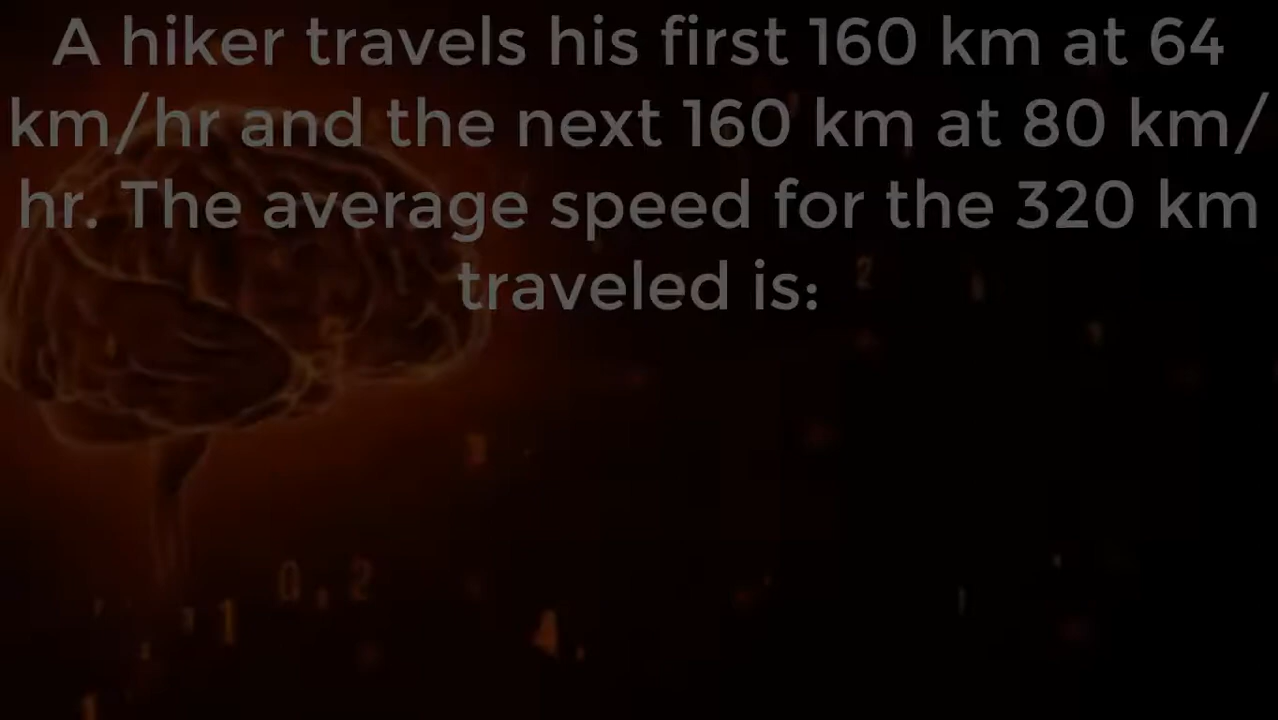 A hiker travels his first 160 km at 64
km/hr and the next 160 km at 80 km/
hr. The average speed for the 320 km
traveled is: